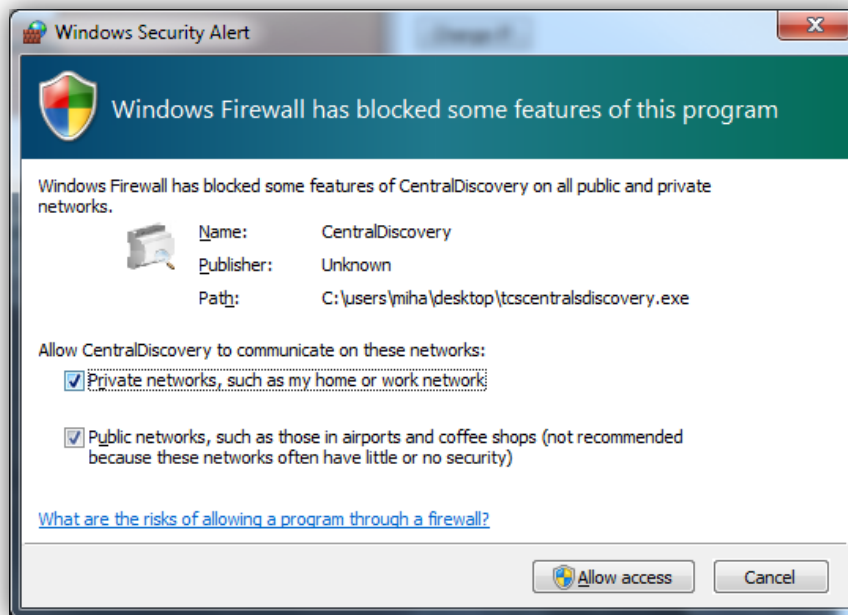 Windows Security Alert
Windows Firewall has blocked some features of this program
Windows Firewall has blocked some features of CentralDiscovery on all public and private
networks.
Name: CentralDiscovery
Publisher: Unknown
Path: C:\users\miha\desktop\tcscentralsdiscovery.exe
Allow CentralDiscovery to communicate on these networks:
Private networks, such as my home or work network
Public networks, such as those in airports and coffee shops (not recommended
because these networks often have little or no security)
What are the risks of allowing a program through a firewall?
Allow access Cancel